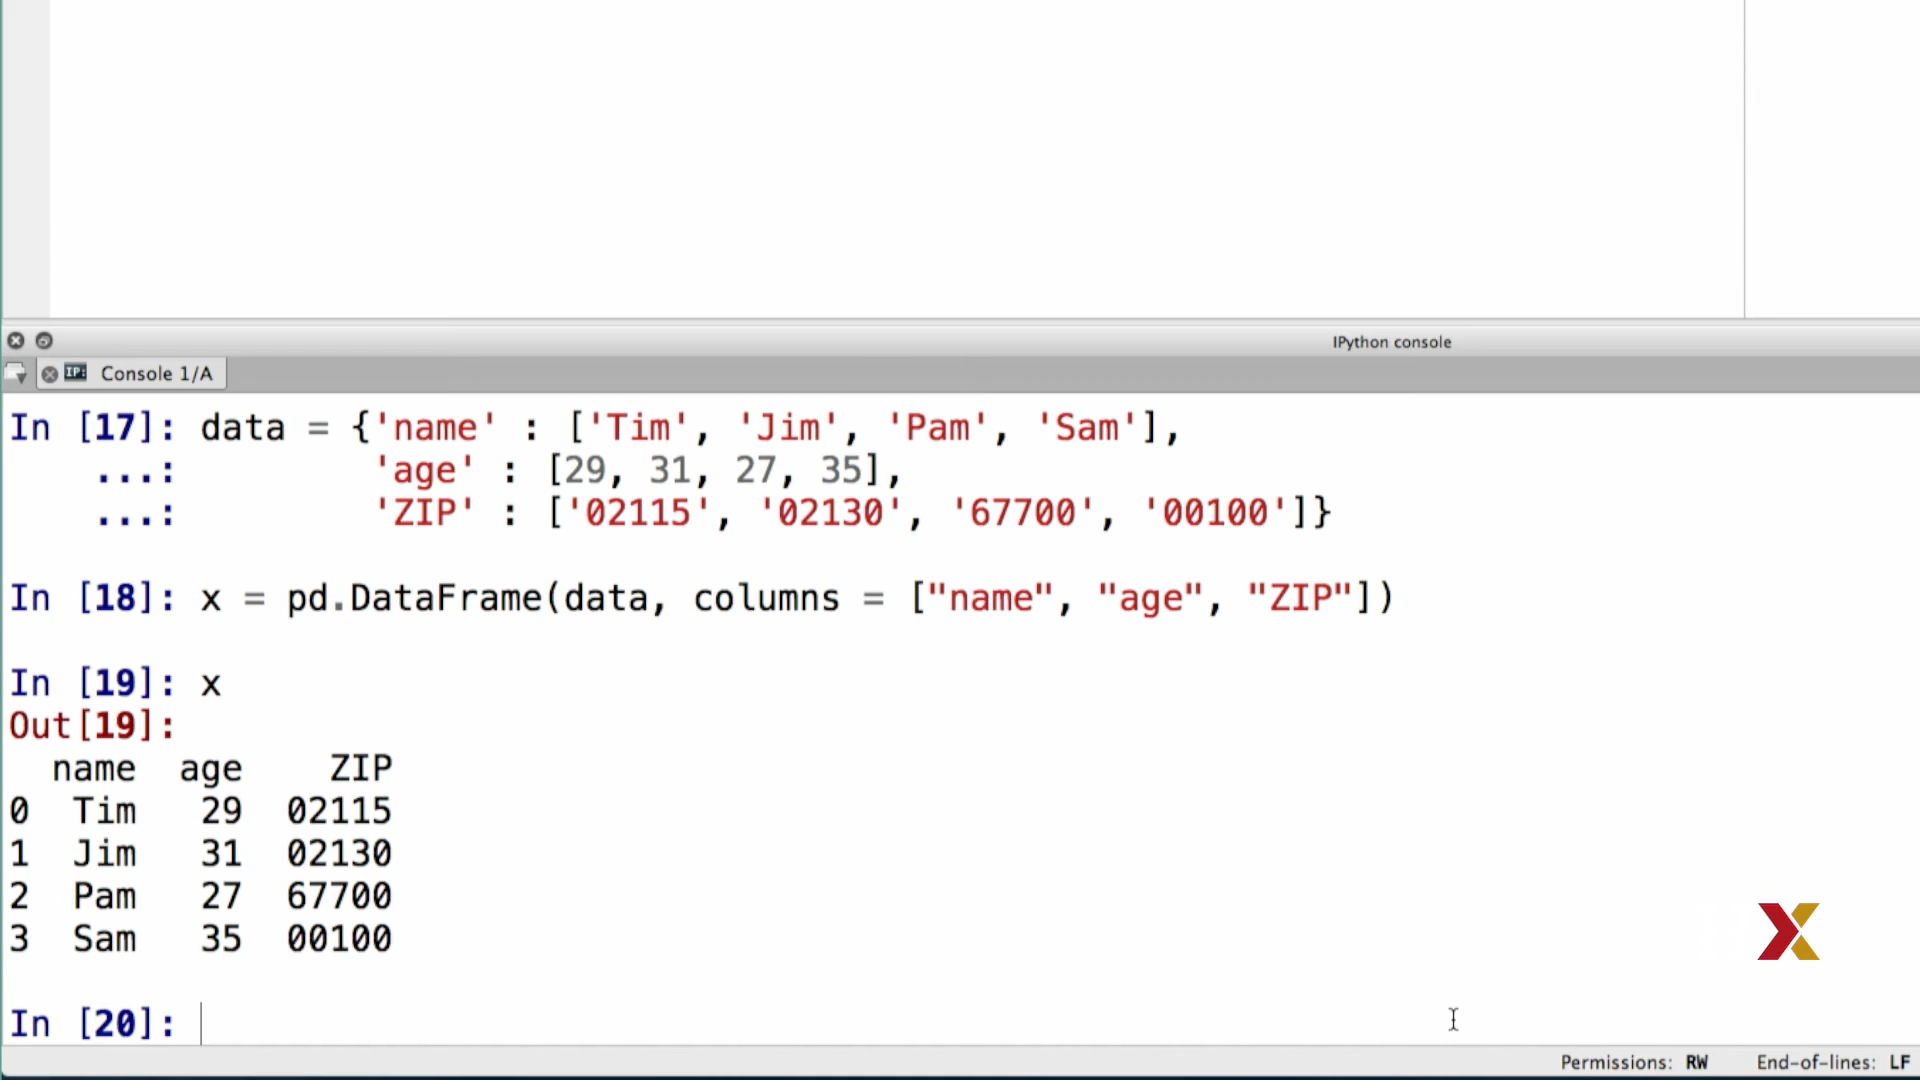 IPython console
IP: Console 1/A
In [17]: data = {'name' : ['Tim', 'Jim', 'Pam', 'Sam'],
...: 'age' : [29, 31, 27, 35],
...: 'ZIP' : ['02115', '02130', '67700', '00100']}
In [18]: x = pd.DataFrame(data, columns = ["name", "age", "ZIP"])
In [19]: x
Out[19]:
name age ZIP
0 Tim 29 02115
1 Jim 31 02130
2 Pam 27 67700
3 Sam 35 00100
In [20]:
Permissions: RW End-of-lines: LF